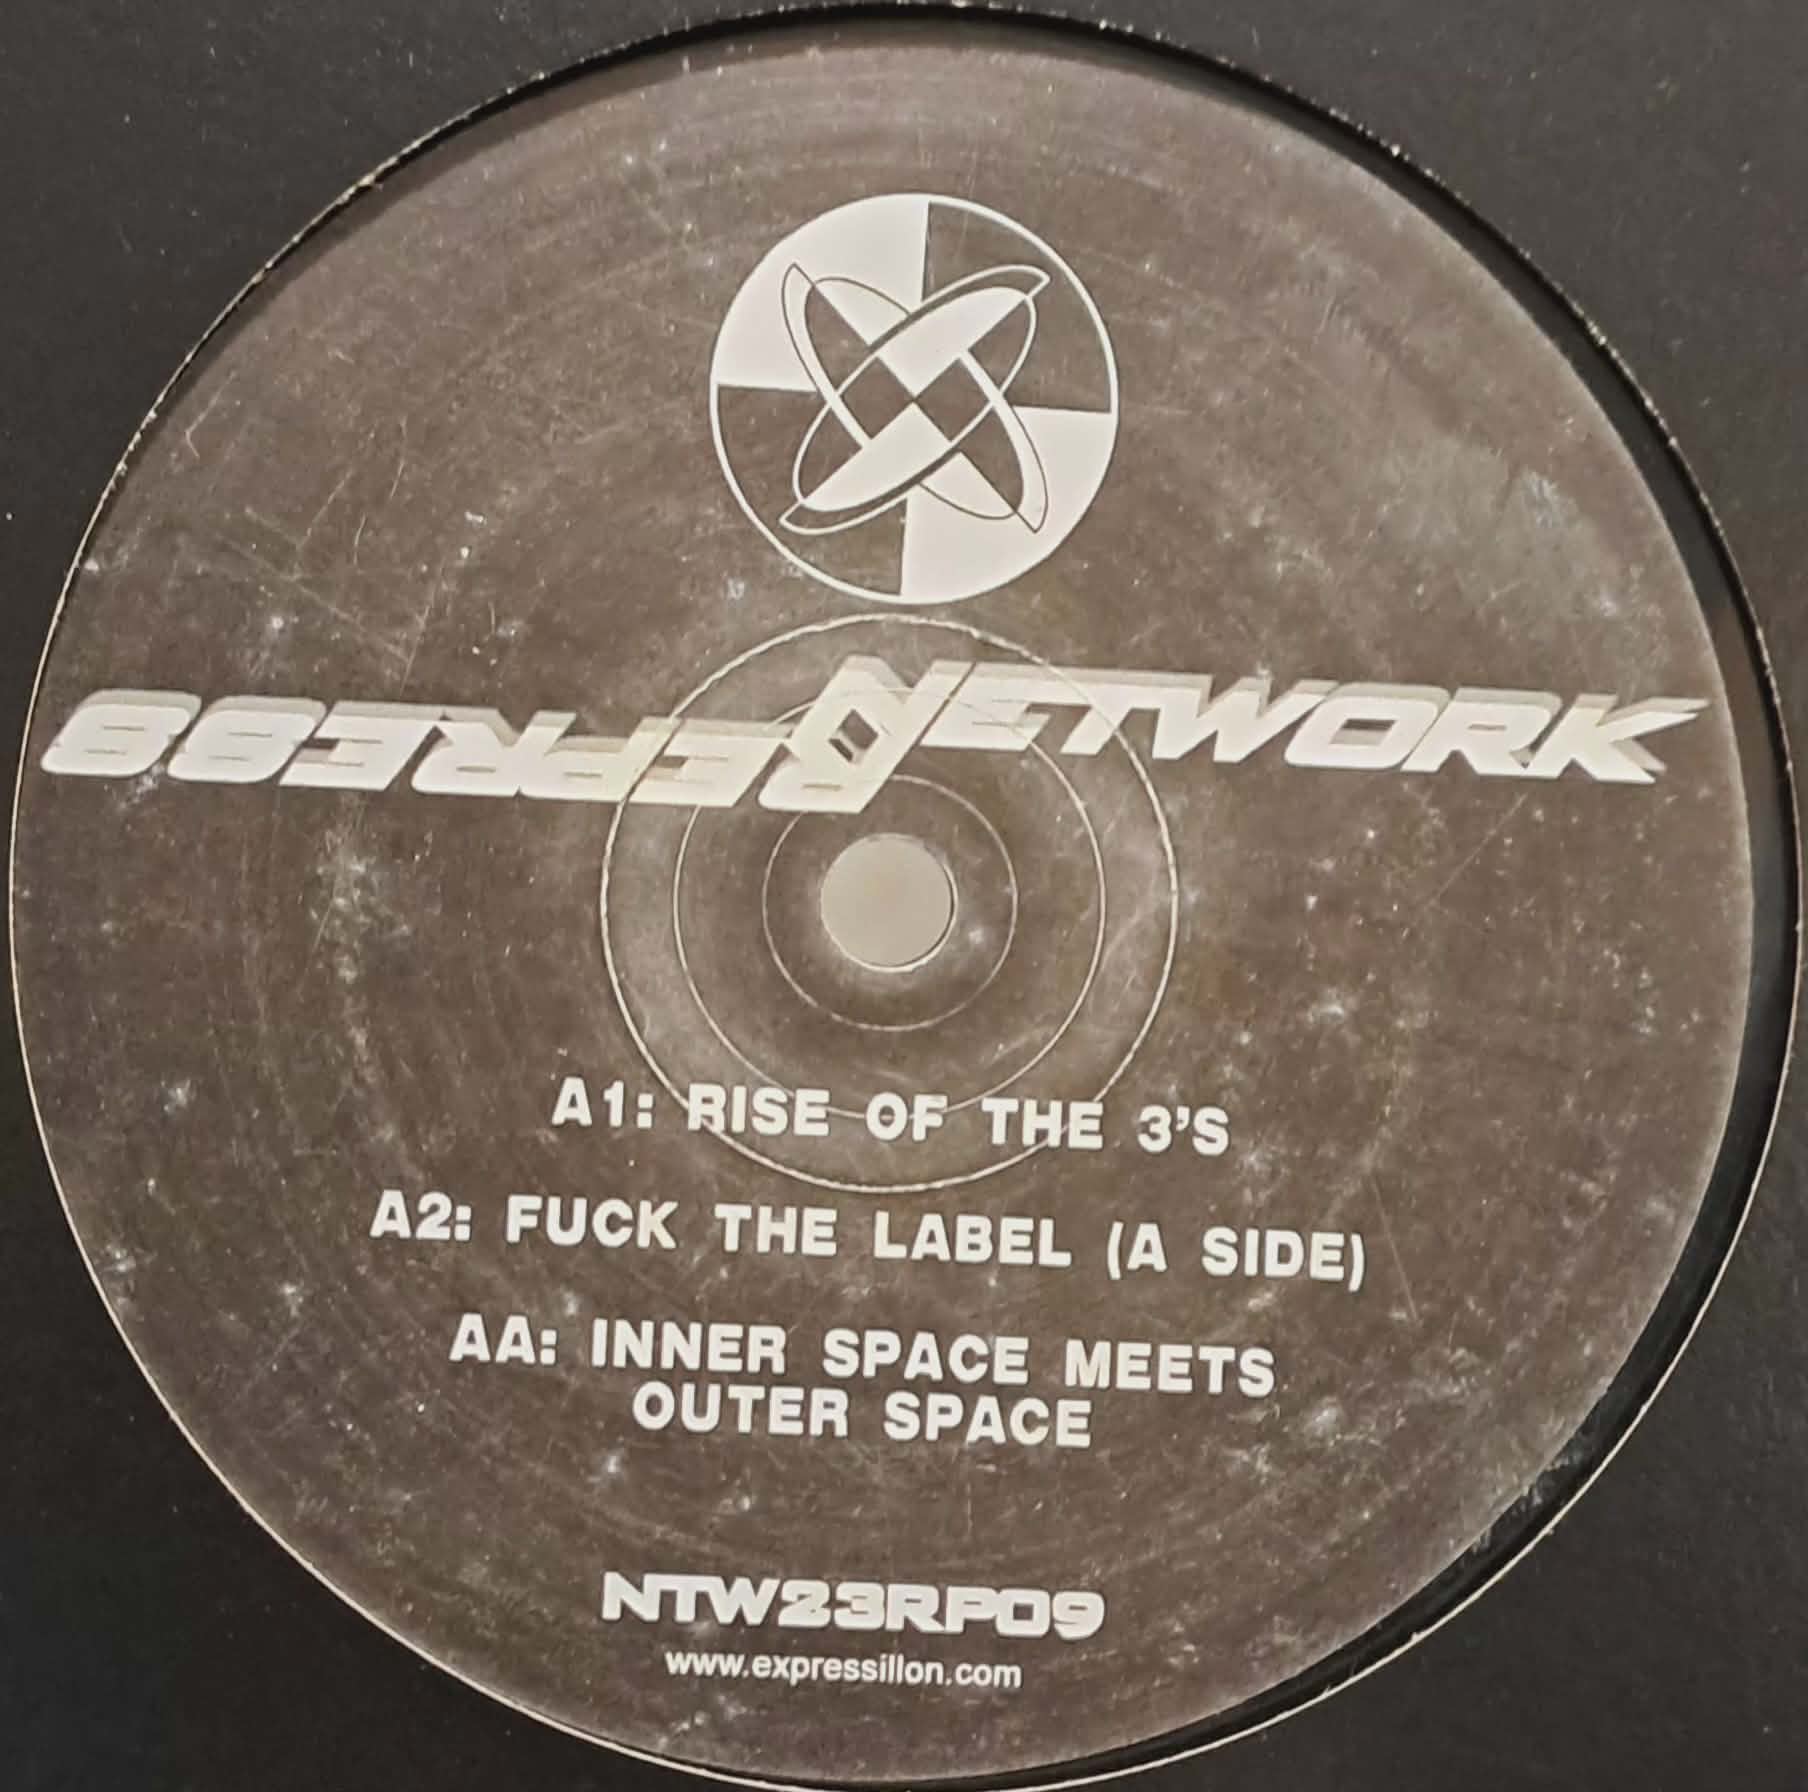 NETWORK
REPRESS
A1: RISE OF THE 3'S
A2: FUCK THE LABEL (A SIDE)
AA: INNER SPACE MEETS
OUTER SPACE
NTW23RP09
www.expressillon.com